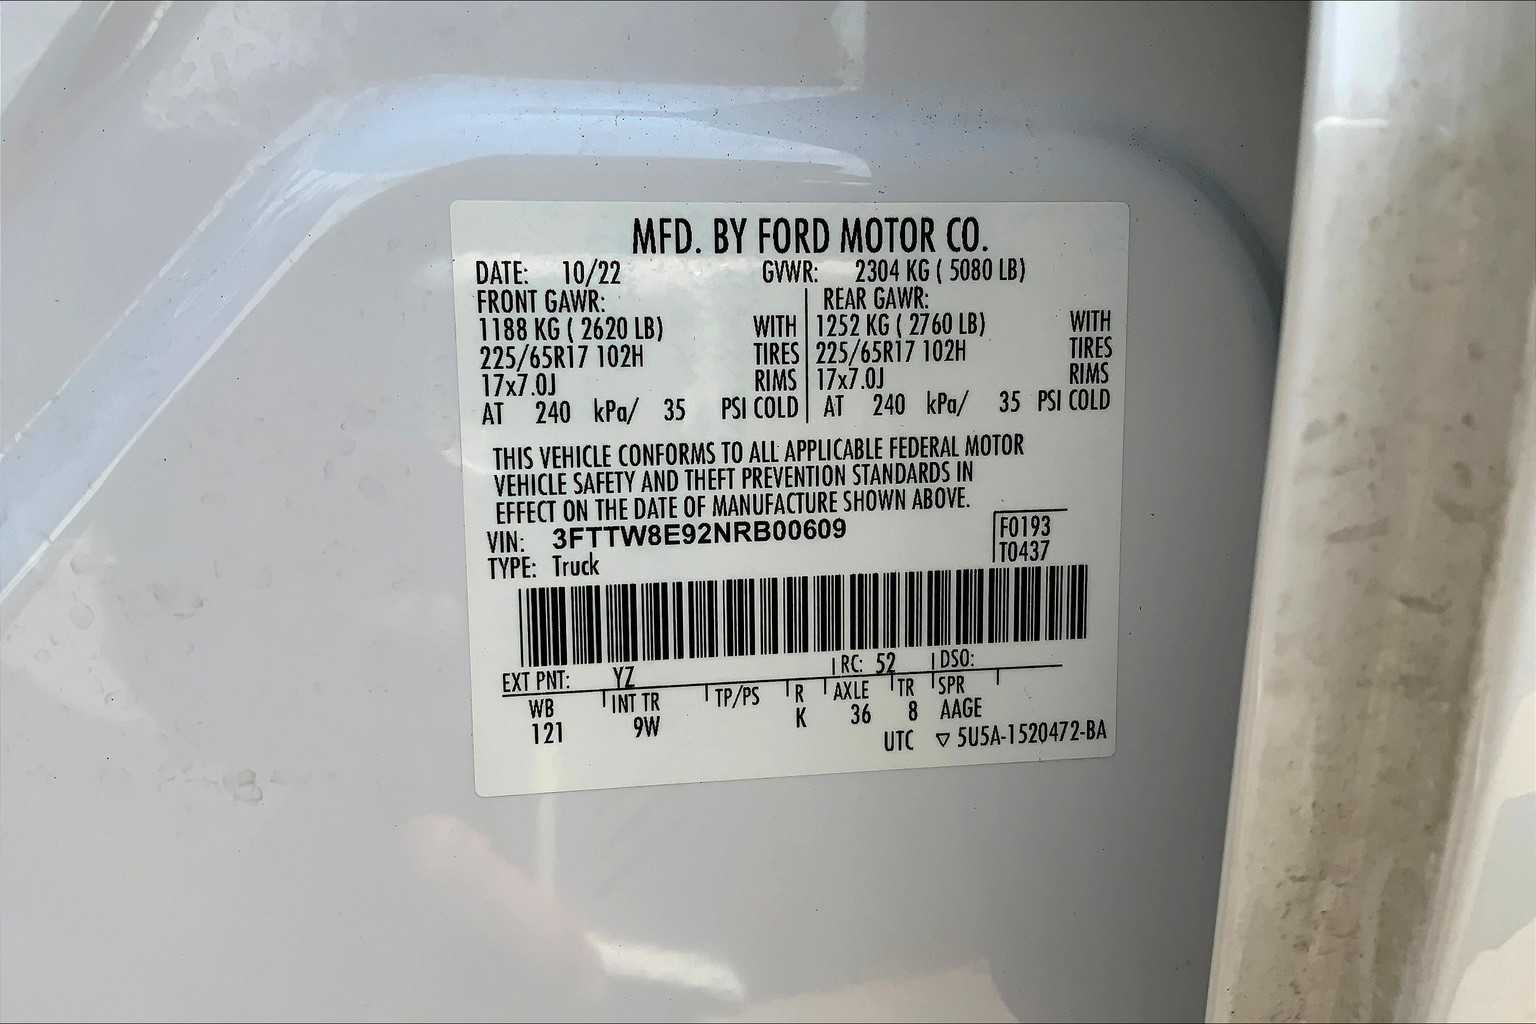 MFD. BY FORD MOTOR CO.
DATE: 10/22 GVWR: 2304 KG ( 5080 LB)
FRONT GAWR: REAR GAWR:
1188 KG ( 2620 LB) WITH 1252 KG ( 2760 LB) WITH
225/65R17 102H TIRES 225/65R17 102H TIRES
17x7.0J RIMS 17x7.0J RIMS
AT 240 kPa/ 35 PSI COLD AT 240 kPa/ 35 PSI COLD
THIS VEHICLE CONFORMS TO ALL APPLICABLE FEDERAL MOTOR
VEHICLE SAFETY AND THEFT PREVENTION STANDARDS IN
EFFECT ON THE DATE OF MANUFACTURE SHOWN ABOVE.
VIN: 3FTTW8E92NRB00609 F0193
TYPE: Truck T0437
EXT PNT: YZ RC: 52 DSO:
WB INT TR TP/PS R AXLE TR SPR
121 9W K 36 8 AAGE
UTC ▽ 5U5A-1520472-BA